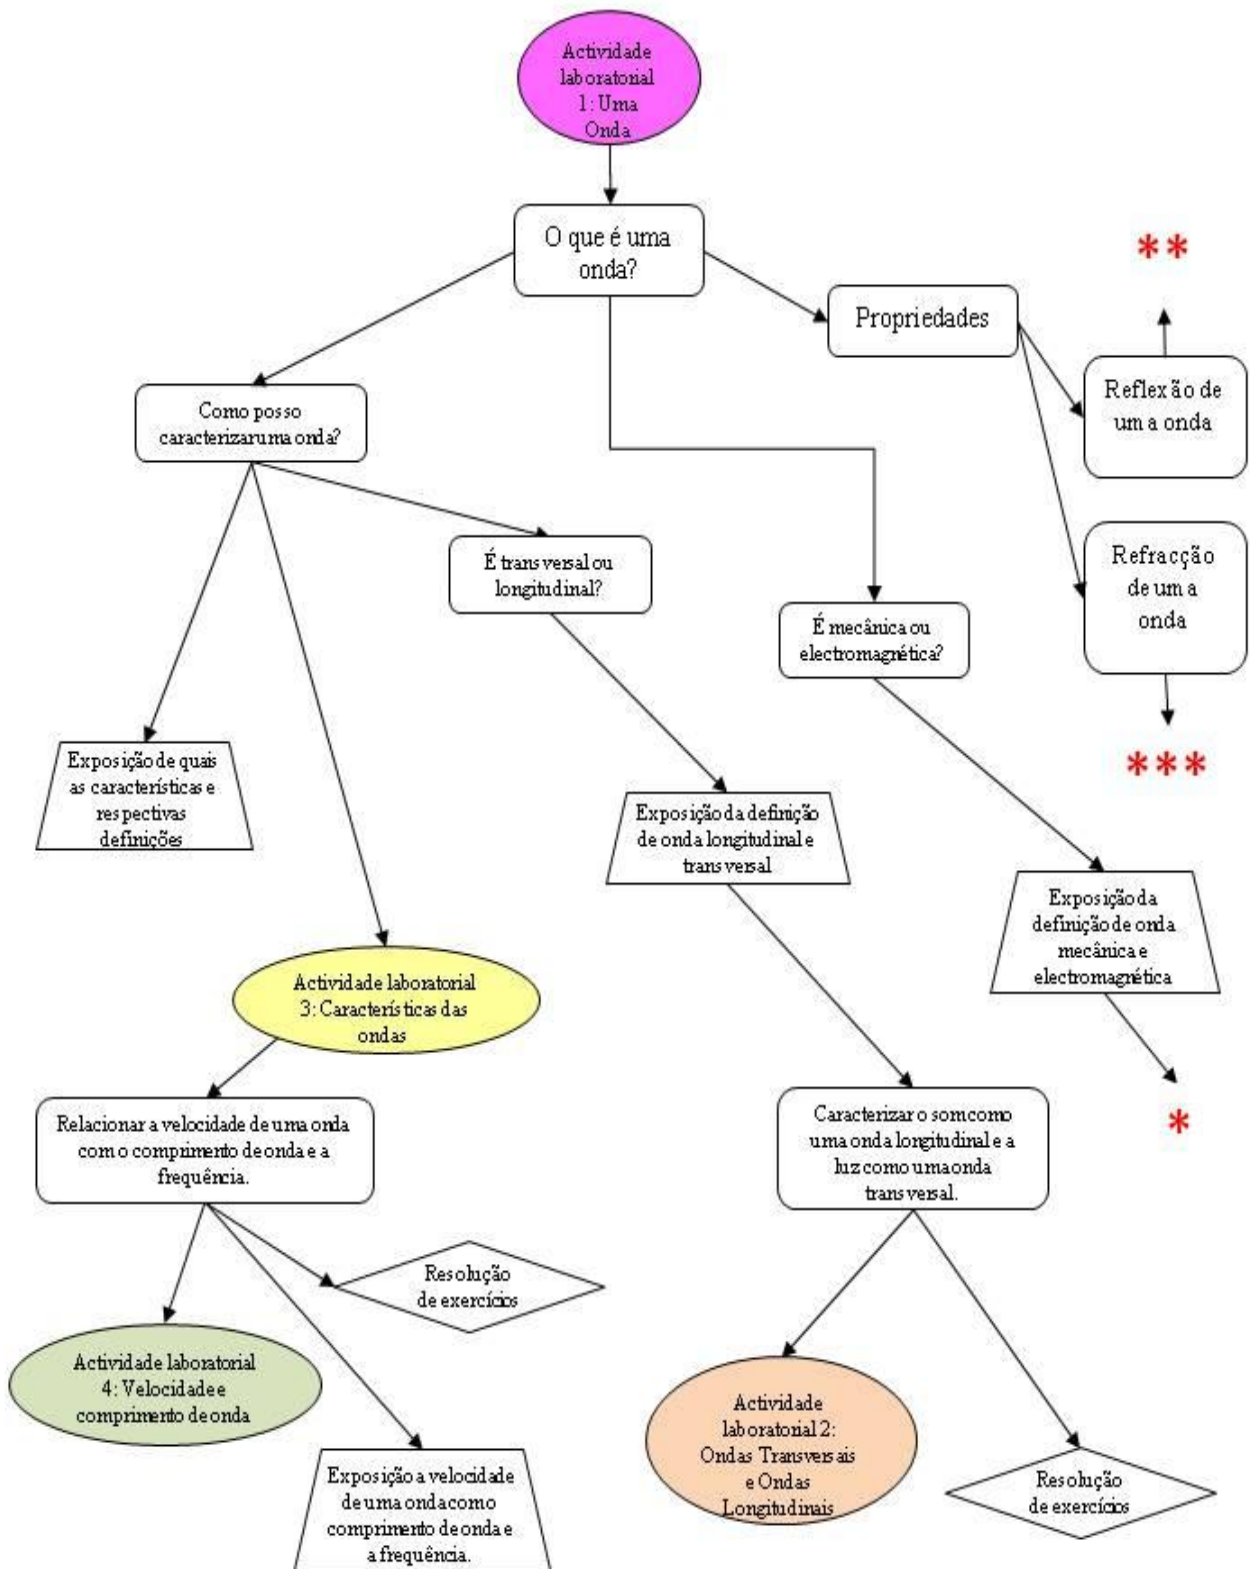 Actividade
laboratorial
1: Uma
Onda
O que é uma
onda?
**
Propriedades
Reflexão de
uma onda
Como posso
caracterizar uma onda?
É transversal ou
longitudinal?
Refracção
de uma
onda
É mecânica ou
electromagnética?
***
Exposição de quais
as características e
respectivas
definições
Exposição da definição
de onda longitudinal e
transversal
Exposição da
definição de onda
mecânica e
electromagnética
Actividade laboratorial
3: Características das
ondas
*
Relacionar a velocidade de uma onda
com o comprimento de onda e a
frequência.
Caracterizar o som como
uma onda longitudinal e a
luz como uma onda
transversal.
Resolução
de exercícios
Actividade laboratorial
4: Velocidade e
comprimento de onda
Actividade
laboratorial 2:
Ondas Transversais
e Ondas
Longitudinais
Exposição a velocidade
de uma onda como
comprimento de onda e
a frequência.
Resolução
de exercícios